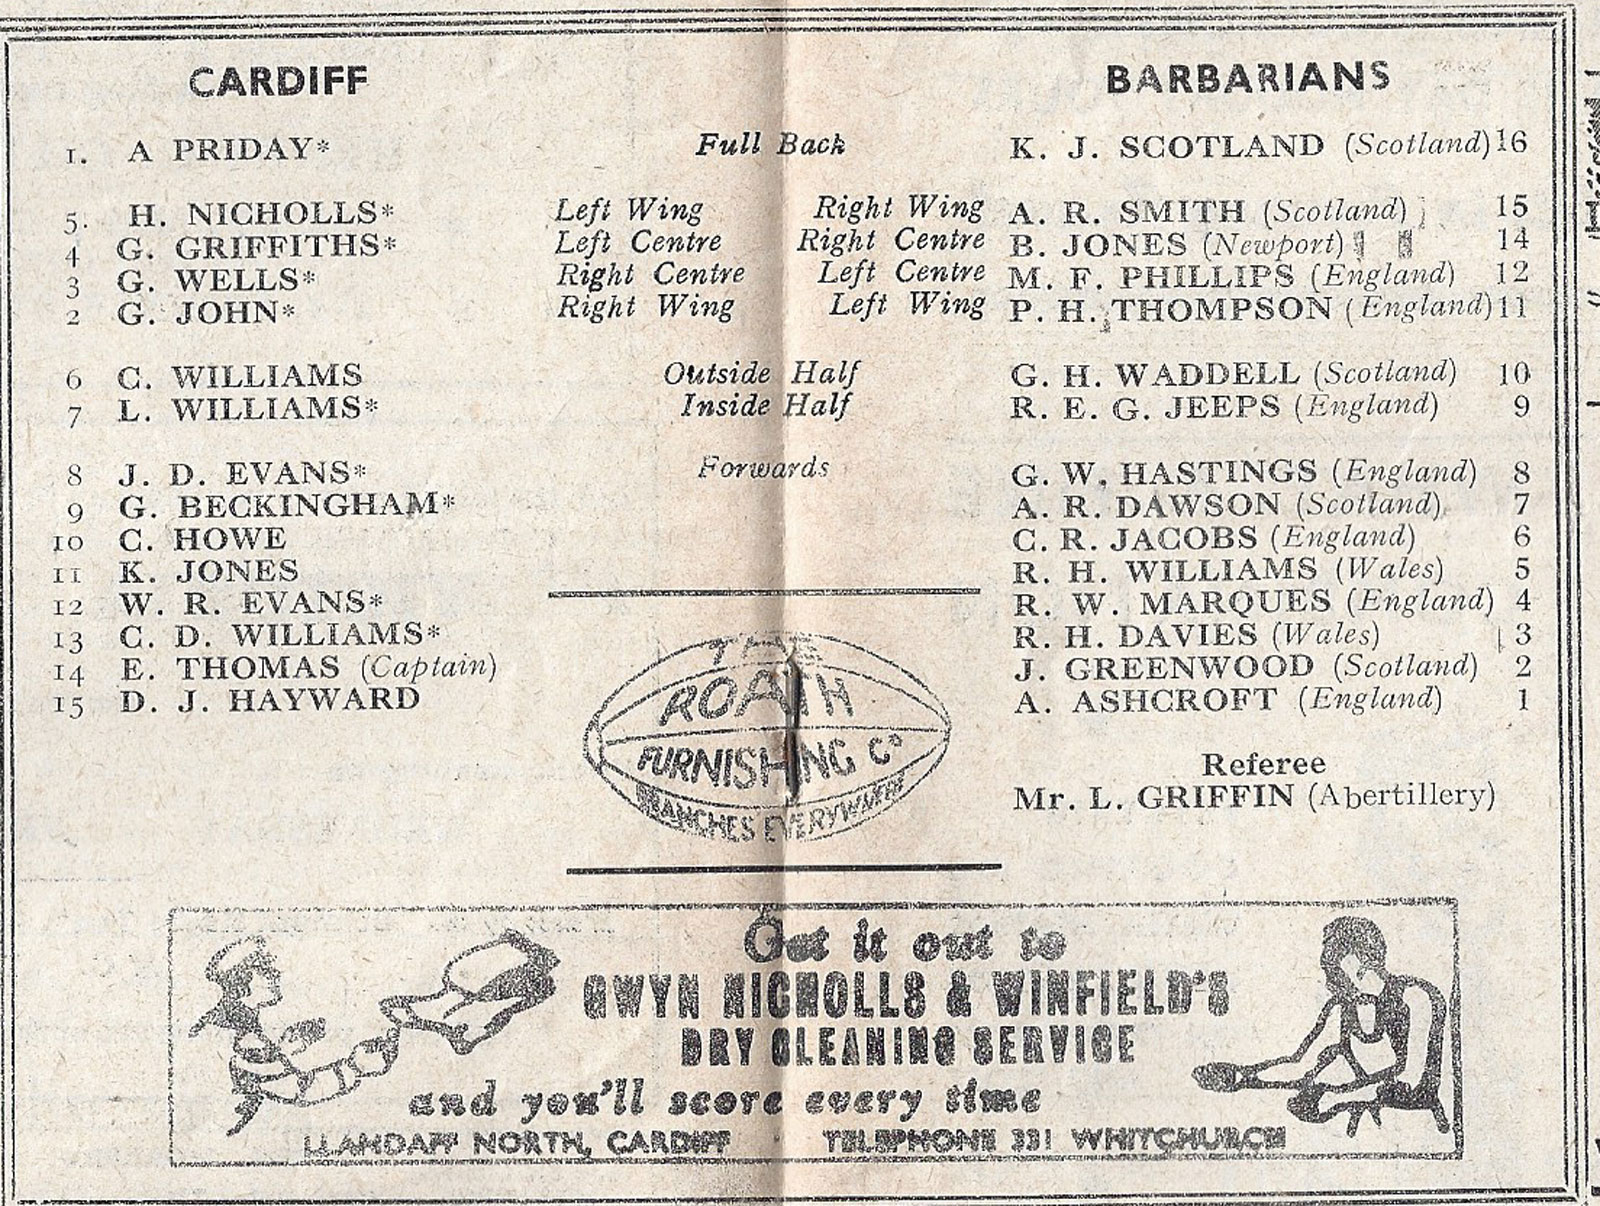 CARDIFF BARBARIANS
1. A PRIDAY* Full Back K. J. SCOTLAND (Scotland) 16
5. H. NICHOLLS* Left Wing Right Wing A. R. SMITH (Scotland) 15
4 G. GRIFFITHS* Left Centre Right Centre B. JONES (Newport) 14
3 G. WELLS* Right Centre Left Centre M. F. PHILLIPS (England) 12
2 G. JOHN* Right Wing Left Wing P. H. THOMPSON (England) 11
6 C. WILLIAMS Outside Half G. H. WADDELL (Scotland) 10
7 L. WILLIAMS* Inside Half R. E. G. JEEPS (England) 9
8 J. D. EVANS* Forwards G. W. HASTINGS (England) 8
9 G. BECKINGHAM* A. R. DAWSON (Scotland) 7
10 C. HOWE C. R. JACOBS (England) 6
11 K. JONES R. H. WILLIAMS (Wales) 5
12 W. R. EVANS* R. W. MARQUES (England) 4
13 C. D. WILLIAMS* R. H. DAVIES (Wales) 3
14 E. THOMAS (Captain) J. GREENWOOD (Scotland) 2
15 D. J. HAYWARD A. ASHCROFT (England) 1
THE
ROATH
FURNISHING Co
BRANCHES EVERYWHERE
Referee
Mr. L. GRIFFIN (Abertillery)
Get it out to
GWYN NICHOLLS & WINFIELD'S
DRY CLEANING SERVICE
and you'll score every time
LLANDAFF NORTH, CARDIFF TELEPHONE 331 WHITCHURCH